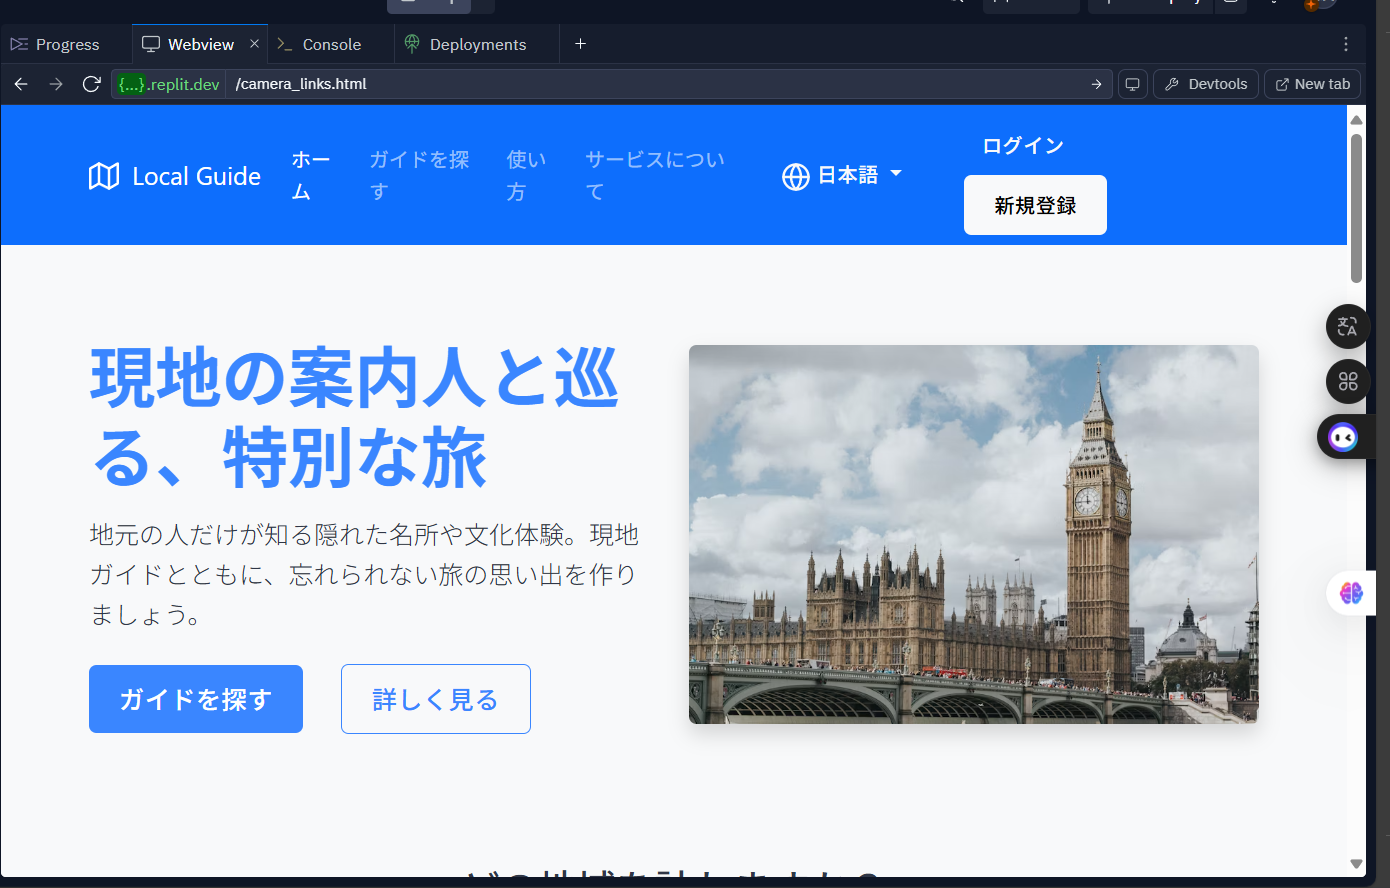 Progress
Webview
Console
Deployments
{...}.replit.dev
/camera_links.html
Devtools
New tab
Local Guide
ホー
ム
ガイドを探
す
使い
方
サービスについ
て
日本語
ログイン
新規登録
現地の案内人と巡
る、特別な旅
地元の人だけが知る隠れた名所や文化体験。現地
ガイドとともに、忘れられない旅の思い出を作り
ましょう。
ガイドを探す
詳しく見る